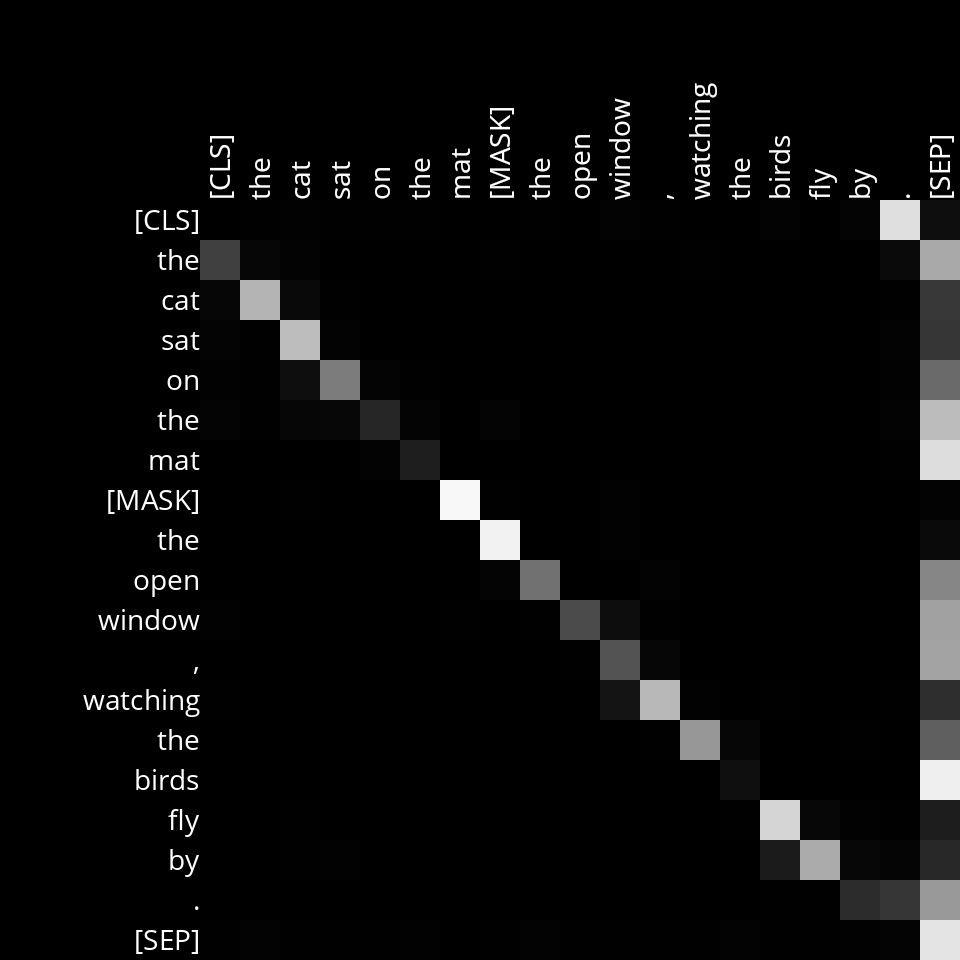 [CLS] the cat sat on the mat [MASK] the open window , watching the birds fly by . [SEP]
[CLS]
the
cat
sat
on
the
mat
[MASK]
the
open
window
,
watching
the
birds
fly
by
.
[SEP]